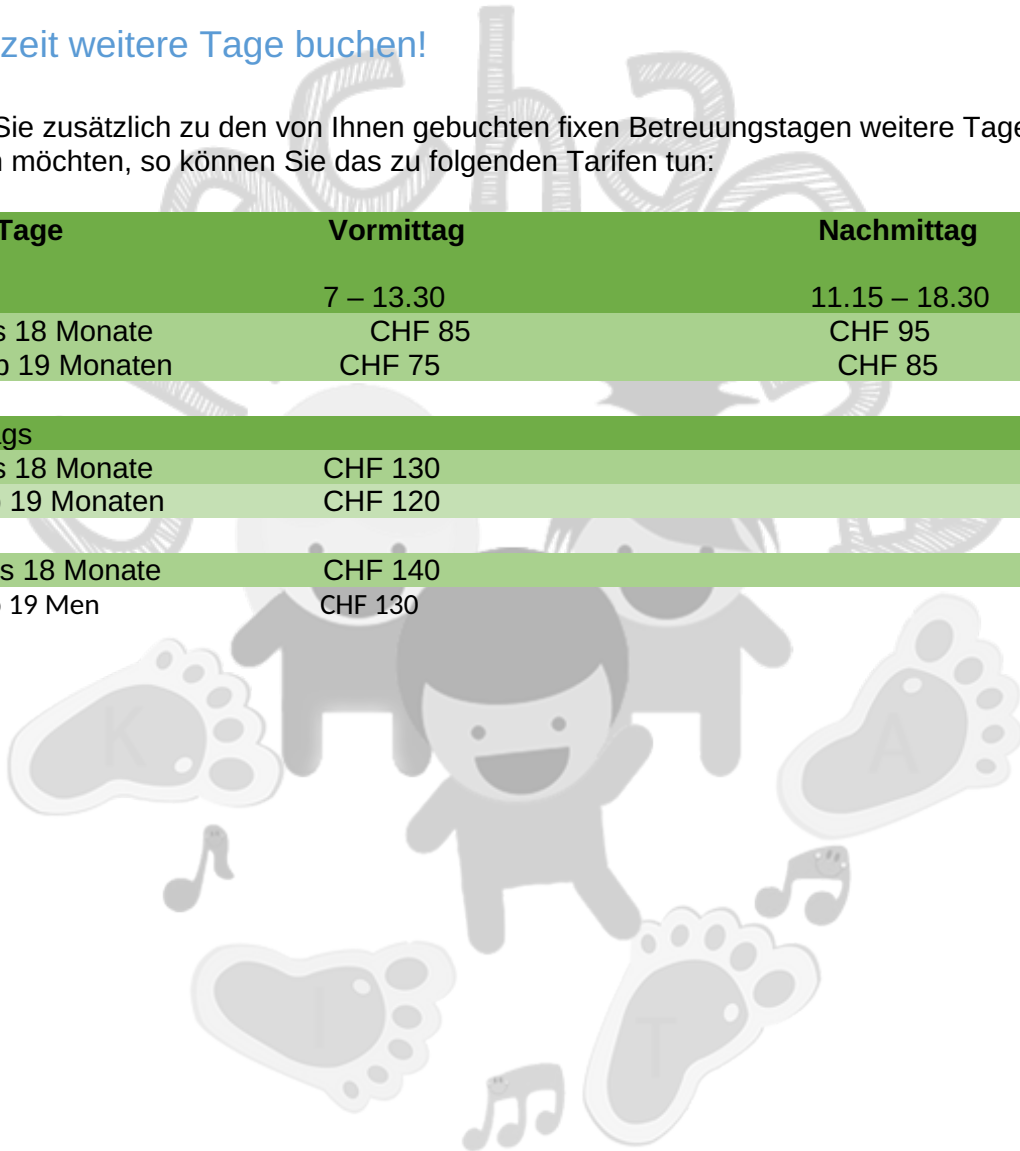 zeit weitere Tage buchen!
Sie zusätzlich zu den von Ihnen gebuchten fixen Betreuungstagen weitere Tage
möchten, so können Sie das zu folgenden Tarifen tun:
Tage Vormittag Nachmittag
7 – 13.30 11.15 – 18.30
s 18 Monate CHF 85 CHF 95
19 Monaten CHF 75 CHF 85
gs
s 18 Monate CHF 130
19 Monaten CHF 120
s 18 Monate CHF 140
19 Men CHF 130
K A
I T